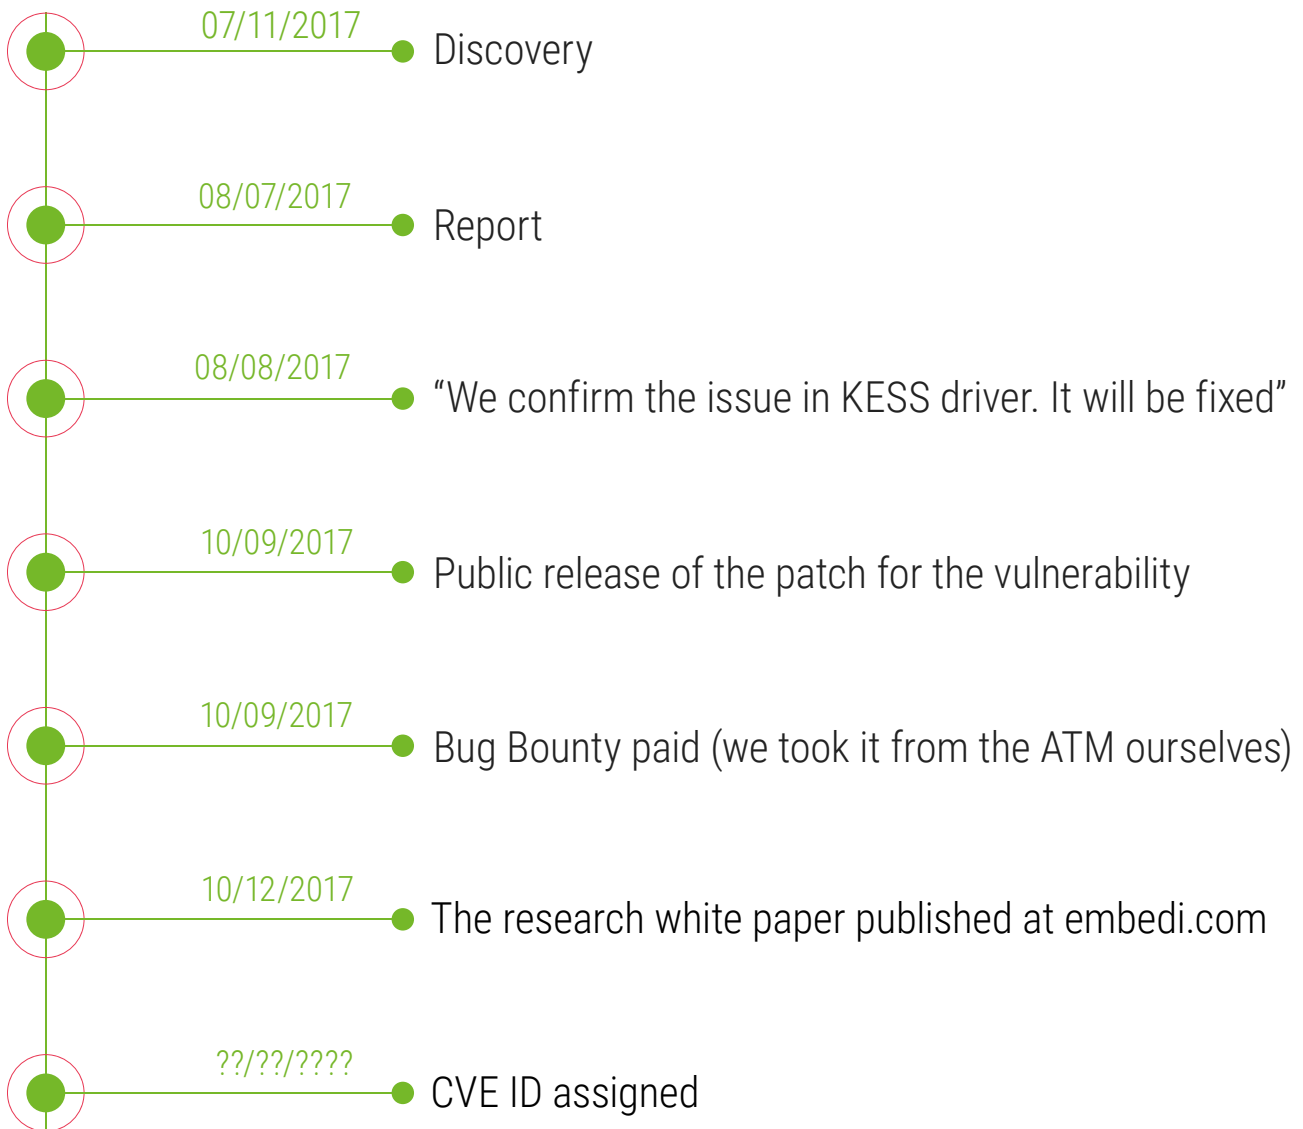 07/11/2017
Discovery
08/07/2017
Report
08/08/2017
“We confirm the issue in KESS driver. It will be fixed”
10/09/2017
Public release of the patch for the vulnerability
10/09/2017
Bug Bounty paid (we took it from the ATM ourselves)
10/12/2017
The research white paper published at embedi.com
??/??/????
CVE ID assigned